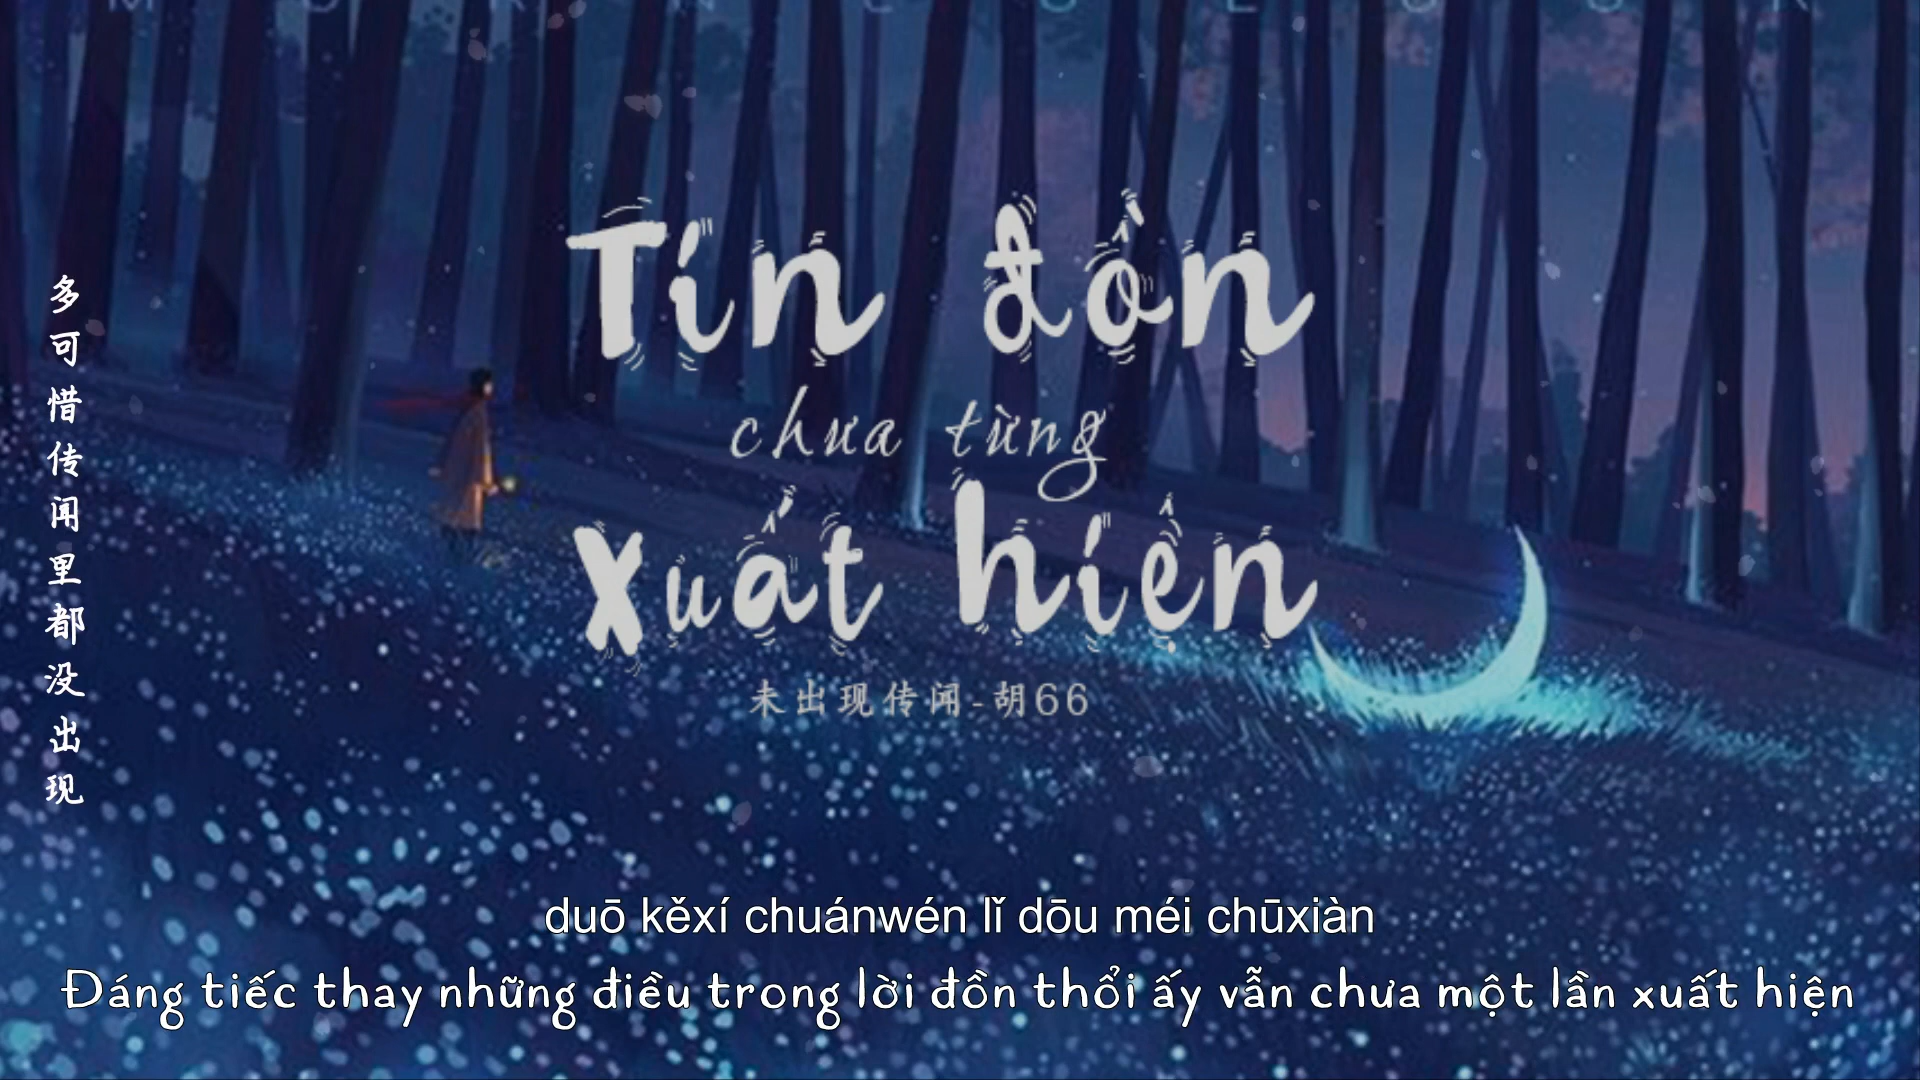 Tin đồn
chưa từng
Xuất hiện
未出现传闻-胡66
多可惜传闻里都没出现
duō kěxí chuánwén lǐ dōu méi chūxiàn
Đáng tiếc thay những điều trong lời đồn thổi ấy vẫn chưa một lần xuất hiện